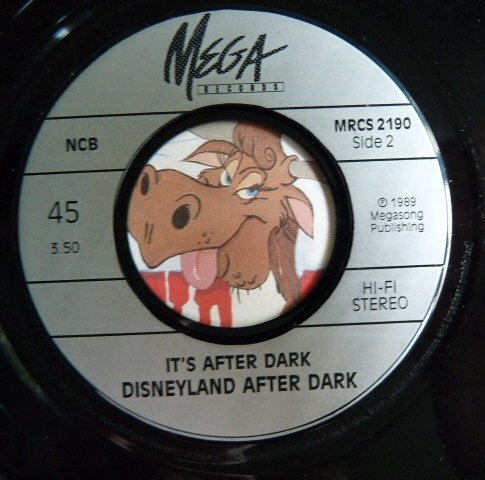 MEGA
RECORDS
NCB
MRCS 2190
Side 2
45
3.50
℗ 1989
Megasong
Publishing
HI-FI
STEREO
IT'S AFTER DARK
DISNEYLAND AFTER DARK